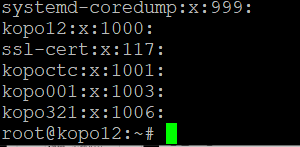 systemd-coredump:x:999:
kopo12:x:1000:
ssl-cert:x:117:
kopoctc:x:1001:
kopo001:x:1003:
kopo321:x:1006:
root@kopo12:~#